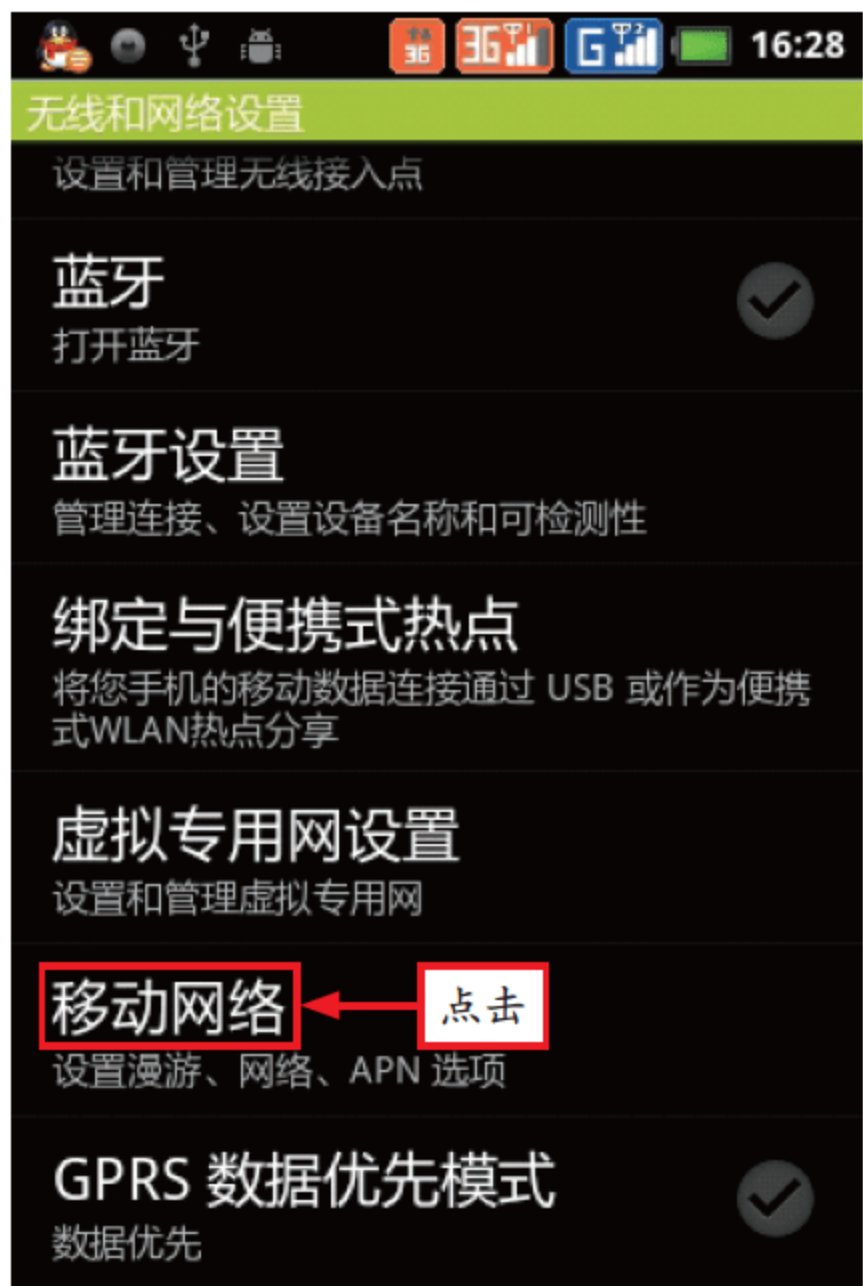 3G 3G 1 G 2 16:28
无线和网络设置
设置和管理无线接入点
蓝牙
打开蓝牙
蓝牙设置
管理连接、设置设备名称和可检测性
绑定与便携式热点
将您手机的移动数据连接通过 USB 或作为便携
式WLAN热点分享
虚拟专用网设置
设置和管理虚拟专用网
移动网络 点击
设置漫游、网络、APN 选项
GPRS 数据优先模式
数据优先